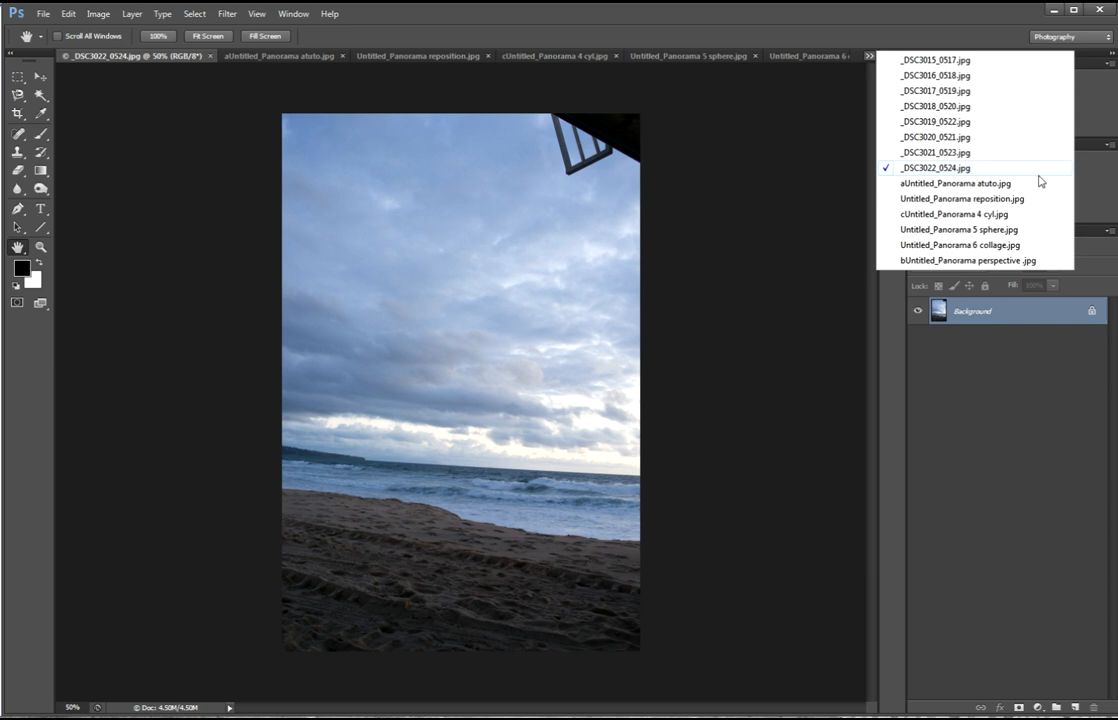 Ps File Edit Image Layer Type Select Filter View Window Help
Scroll All Windows 100% Fit Screen Fill Screen Photography
© _DSC3022_0524.jpg @ 50% (RGB/8*) × aUntitled_Panorama atuto.jpg × Untitled_Panorama reposition.jpg × cUntitled_Panorama 4 cyl.jpg × Untitled_Panorama 5 sphere.jpg × Untitled_Panorama 6
_DSC3015_0517.jpg
_DSC3016_0518.jpg
_DSC3017_0519.jpg
_DSC3018_0520.jpg
_DSC3019_0522.jpg
_DSC3020_0521.jpg
_DSC3021_0523.jpg
_DSC3022_0524.jpg
aUntitled_Panorama atuto.jpg
Untitled_Panorama reposition.jpg
cUntitled_Panorama 4 cyl.jpg
Untitled_Panorama 5 sphere.jpg
Untitled_Panorama 6 collage.jpg
bUntitled_Panorama perspective .jpg
Lock: Fill: 100%
Background
50% © Doc: 4.50M/4.50M
fx